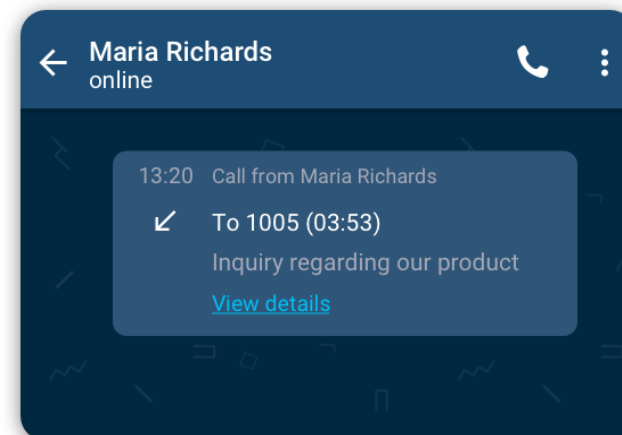 Maria Richards
online
13:20 Call from Maria Richards
To 1005 (03:53)
Inquiry regarding our product
View details